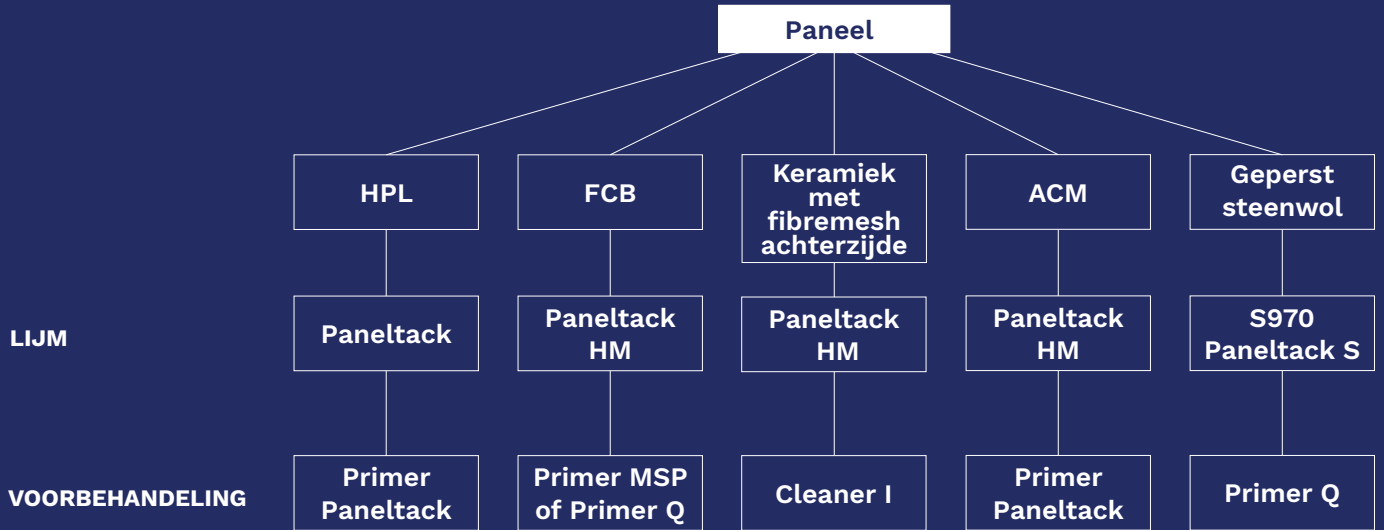 Paneel
HPL
FCB
Keramiek
met
fibremesh
achterzijde
ACM
Geperst
steenwol
LIJM
Paneltack
Paneltack
HM
Paneltack
HM
Paneltack
HM
S970
Paneltack S
VOORBEHANDELING
Primer
Paneltack
Primer MSP
of Primer Q
Cleaner I
Primer
Paneltack
Primer Q